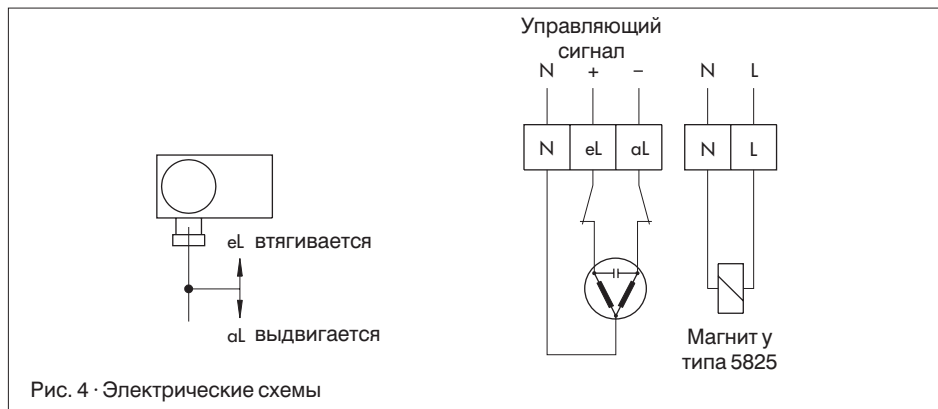 Управляющий
сигнал
N + – N L
N eL aL N L
eL втягивается
aL выдвигается
Магнит у
типа 5825
Рис. 4 · Электрические схемы